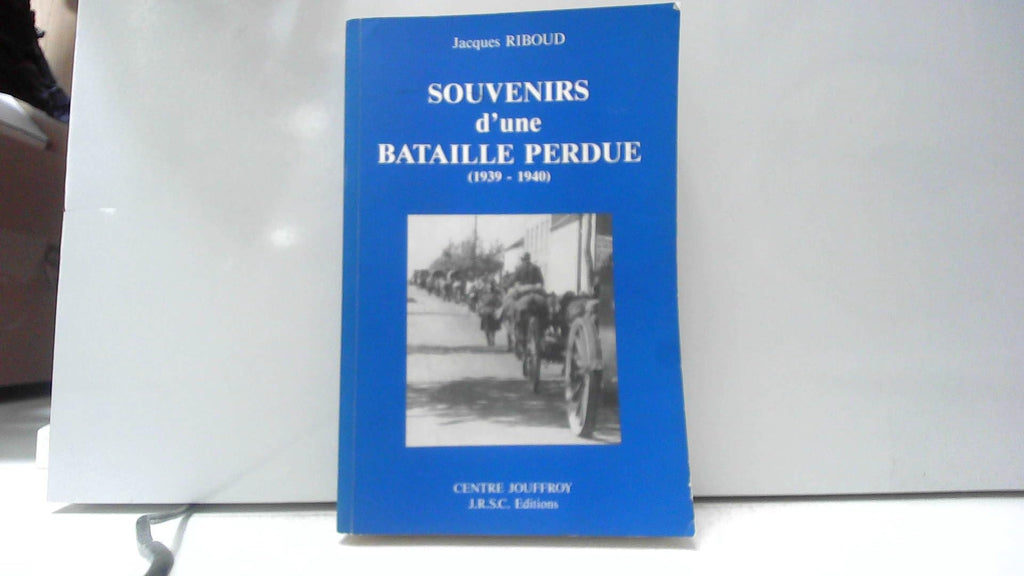 Jacques RIBOUD
SOUVENIRS
d'une
BATAILLE PERDUE
(1939 - 1940)
CENTRE JOUFFROY
J.R.S.C. Editions